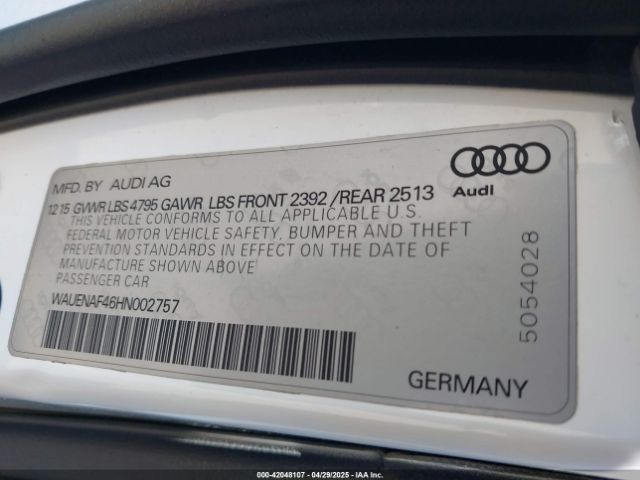 MFD. BY AUDI AG
12 15 GVWR LBS 4795 GAWR LBS FRONT 2392 /REAR 2513
THIS VEHICLE CONFORMS TO ALL APPLICABLE U.S.
FEDERAL MOTOR VEHICLE SAFETY, BUMPER AND THEFT
PREVENTION STANDARDS IN EFFECT ON THE DATE OF
MANUFACTURE SHOWN ABOVE
PASSENGER CAR
WAUENAF46HN002757
Audi
5054028
GERMANY
000-42048107 - 04/29/2025 - IAA Inc.